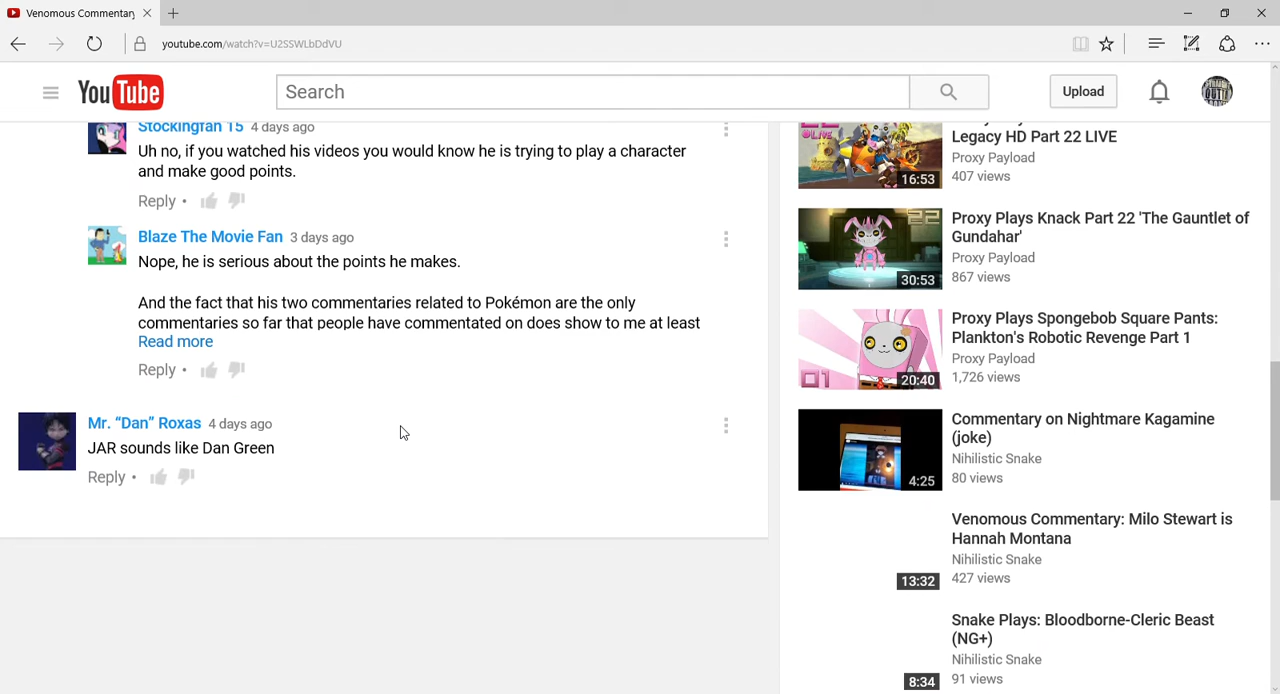 Venomous Commentary
youtube.com/watch?v=U2SSWLbDdVU
YouTube
Search
Upload
Stockingfan 15 4 days ago
Uh no, if you watched his videos you would know he is trying to play a character
and make good points.
Reply •
Blaze The Movie Fan 3 days ago
Nope, he is serious about the points he makes.
And the fact that his two commentaries related to Pokémon are the only
commentaries so far that people have commentated on does show to me at least
Read more
Reply •
Mr. “Dan” Roxas 4 days ago
JAR sounds like Dan Green
Reply •
Legacy HD Part 22 LIVE
Proxy Payload
407 views
16:53
Proxy Plays Knack Part 22 'The Gauntlet of
Gundahar'
Proxy Payload
867 views
22
30:53
Proxy Plays Spongebob Square Pants:
Plankton's Robotic Revenge Part 1
Proxy Payload
1,726 views
01
20:40
Commentary on Nightmare Kagamine
(joke)
Nihilistic Snake
80 views
4:25
Venomous Commentary: Milo Stewart is
Hannah Montana
Nihilistic Snake
427 views
13:32
Snake Plays: Bloodborne-Cleric Beast
(NG+)
Nihilistic Snake
91 views
8:34